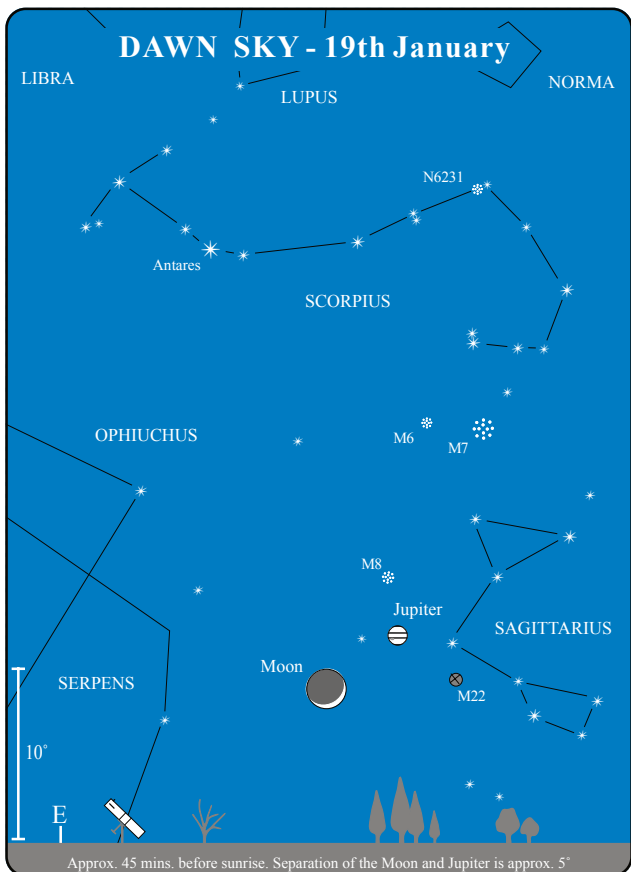 DAWN SKY - 19th January
LIBRA
NORMA
LUPUS
N6231
Antares
SCORPIUS
OPHIUCHUS
M6
M7
M8
Jupiter
SAGITTARIUS
Moon
SERPENS
M22
10°
E
Approx. 45 mins. before sunrise. Separation of the Moon and Jupiter is approx. 5°